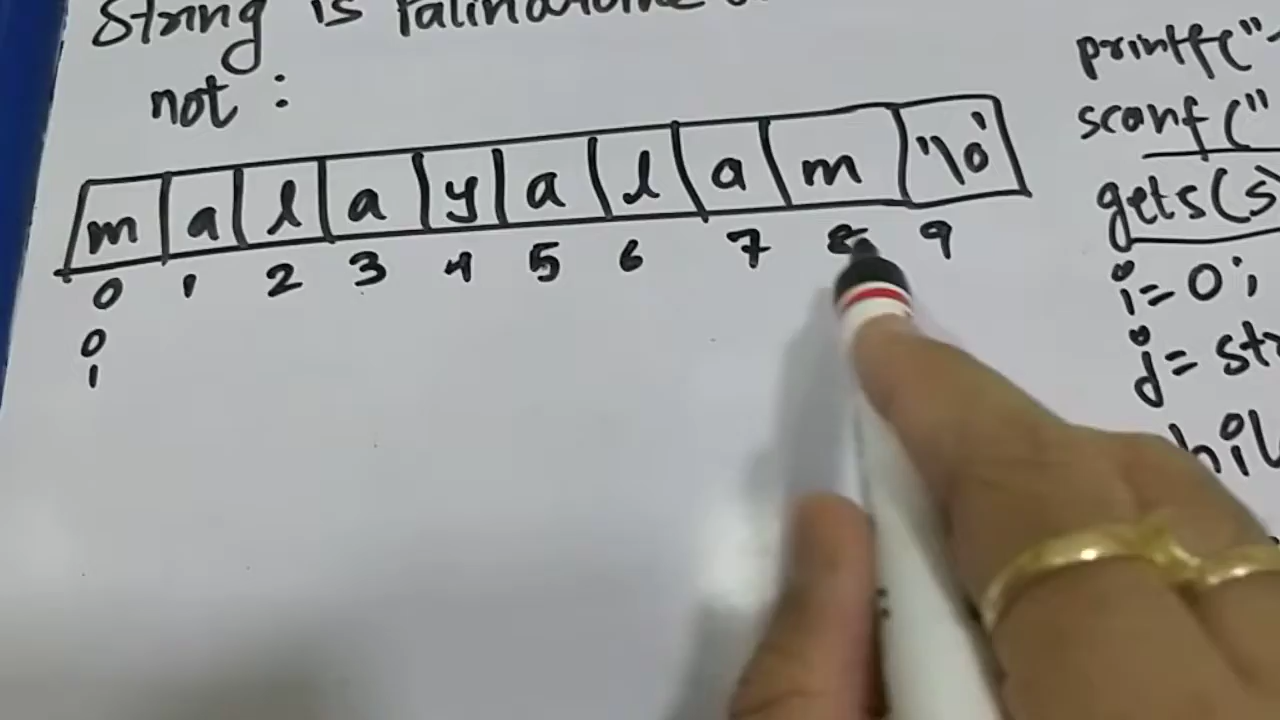 String is Palindrome
not :
m a l a y a l a m '\0'
0 1 2 3 4 5 6 7 8 9
0
1
printf("
scanf("
gets(s)
i=0;
j= str